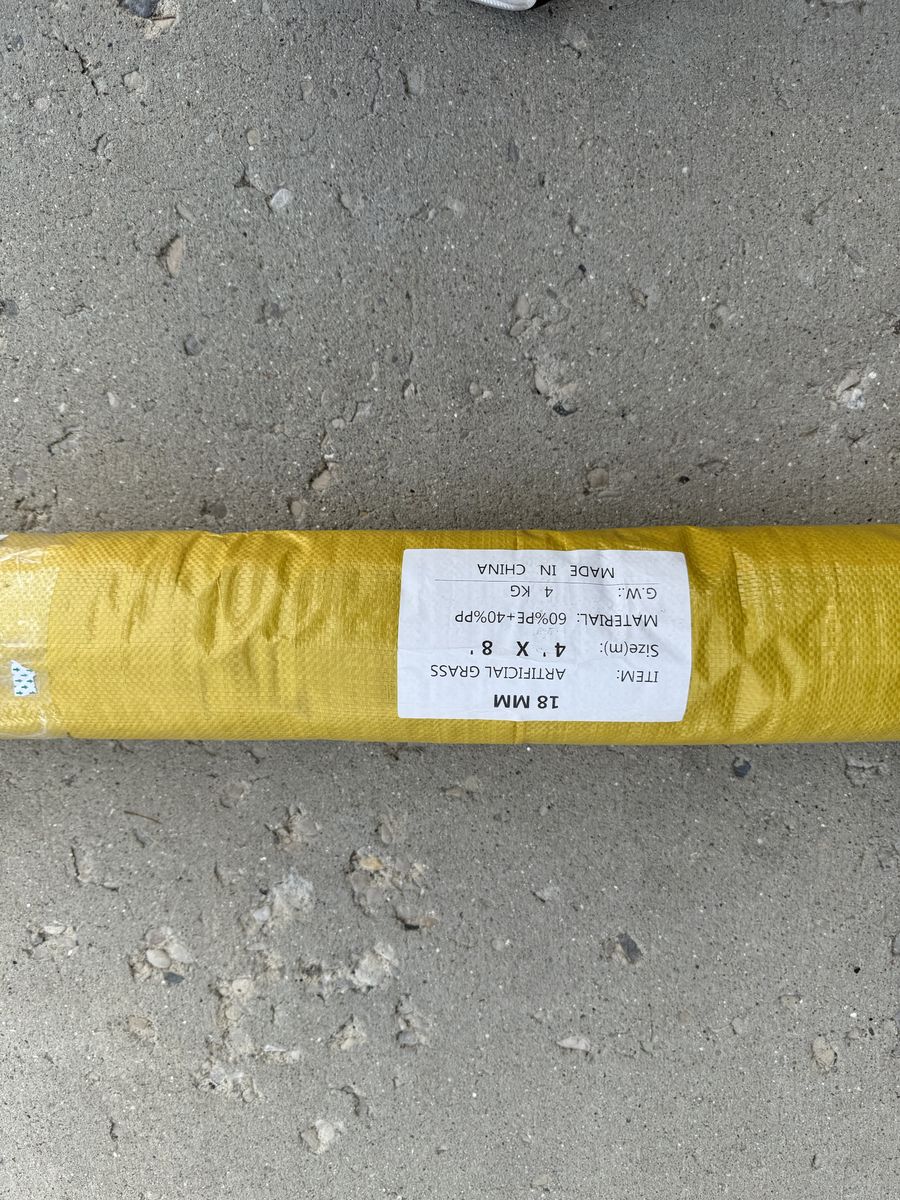 18 MM
ITEM: ARTIFICIAL GRASS
Size(m): 4' X 8'
MATERIAL: 60%PE+40%PP
G.W.: 4 KG
MADE IN CHINA